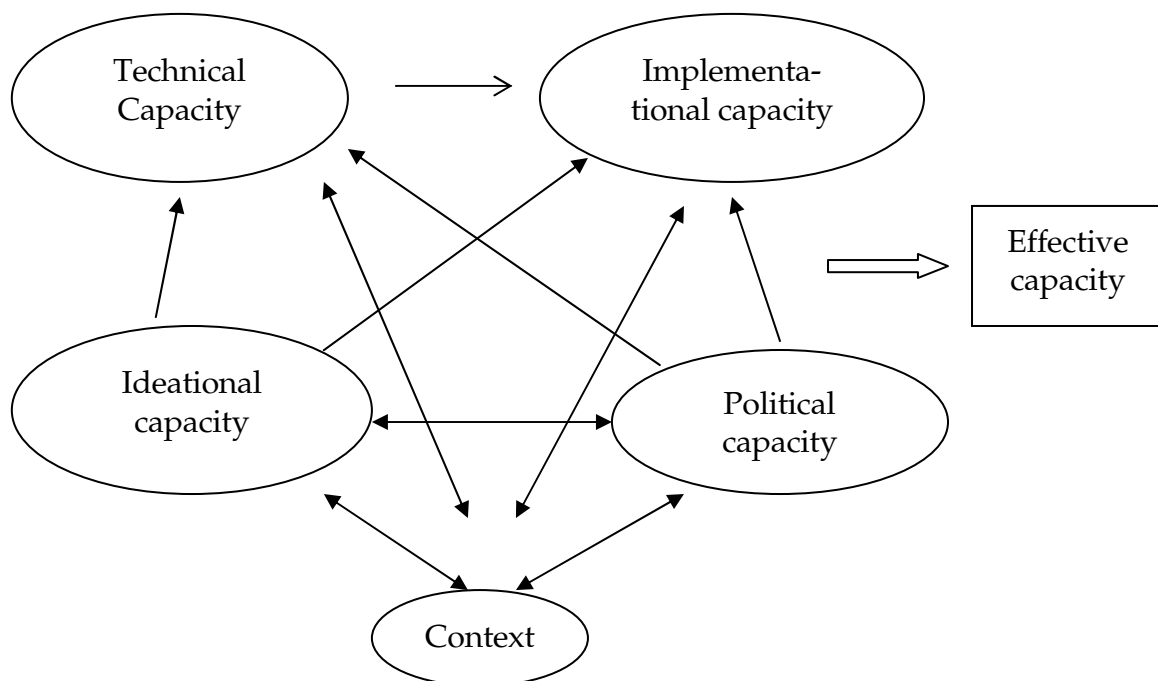 Technical
Capacity
Implementa-
tional capacity
Effective
capacity
Ideational
capacity
Political
capacity
Context